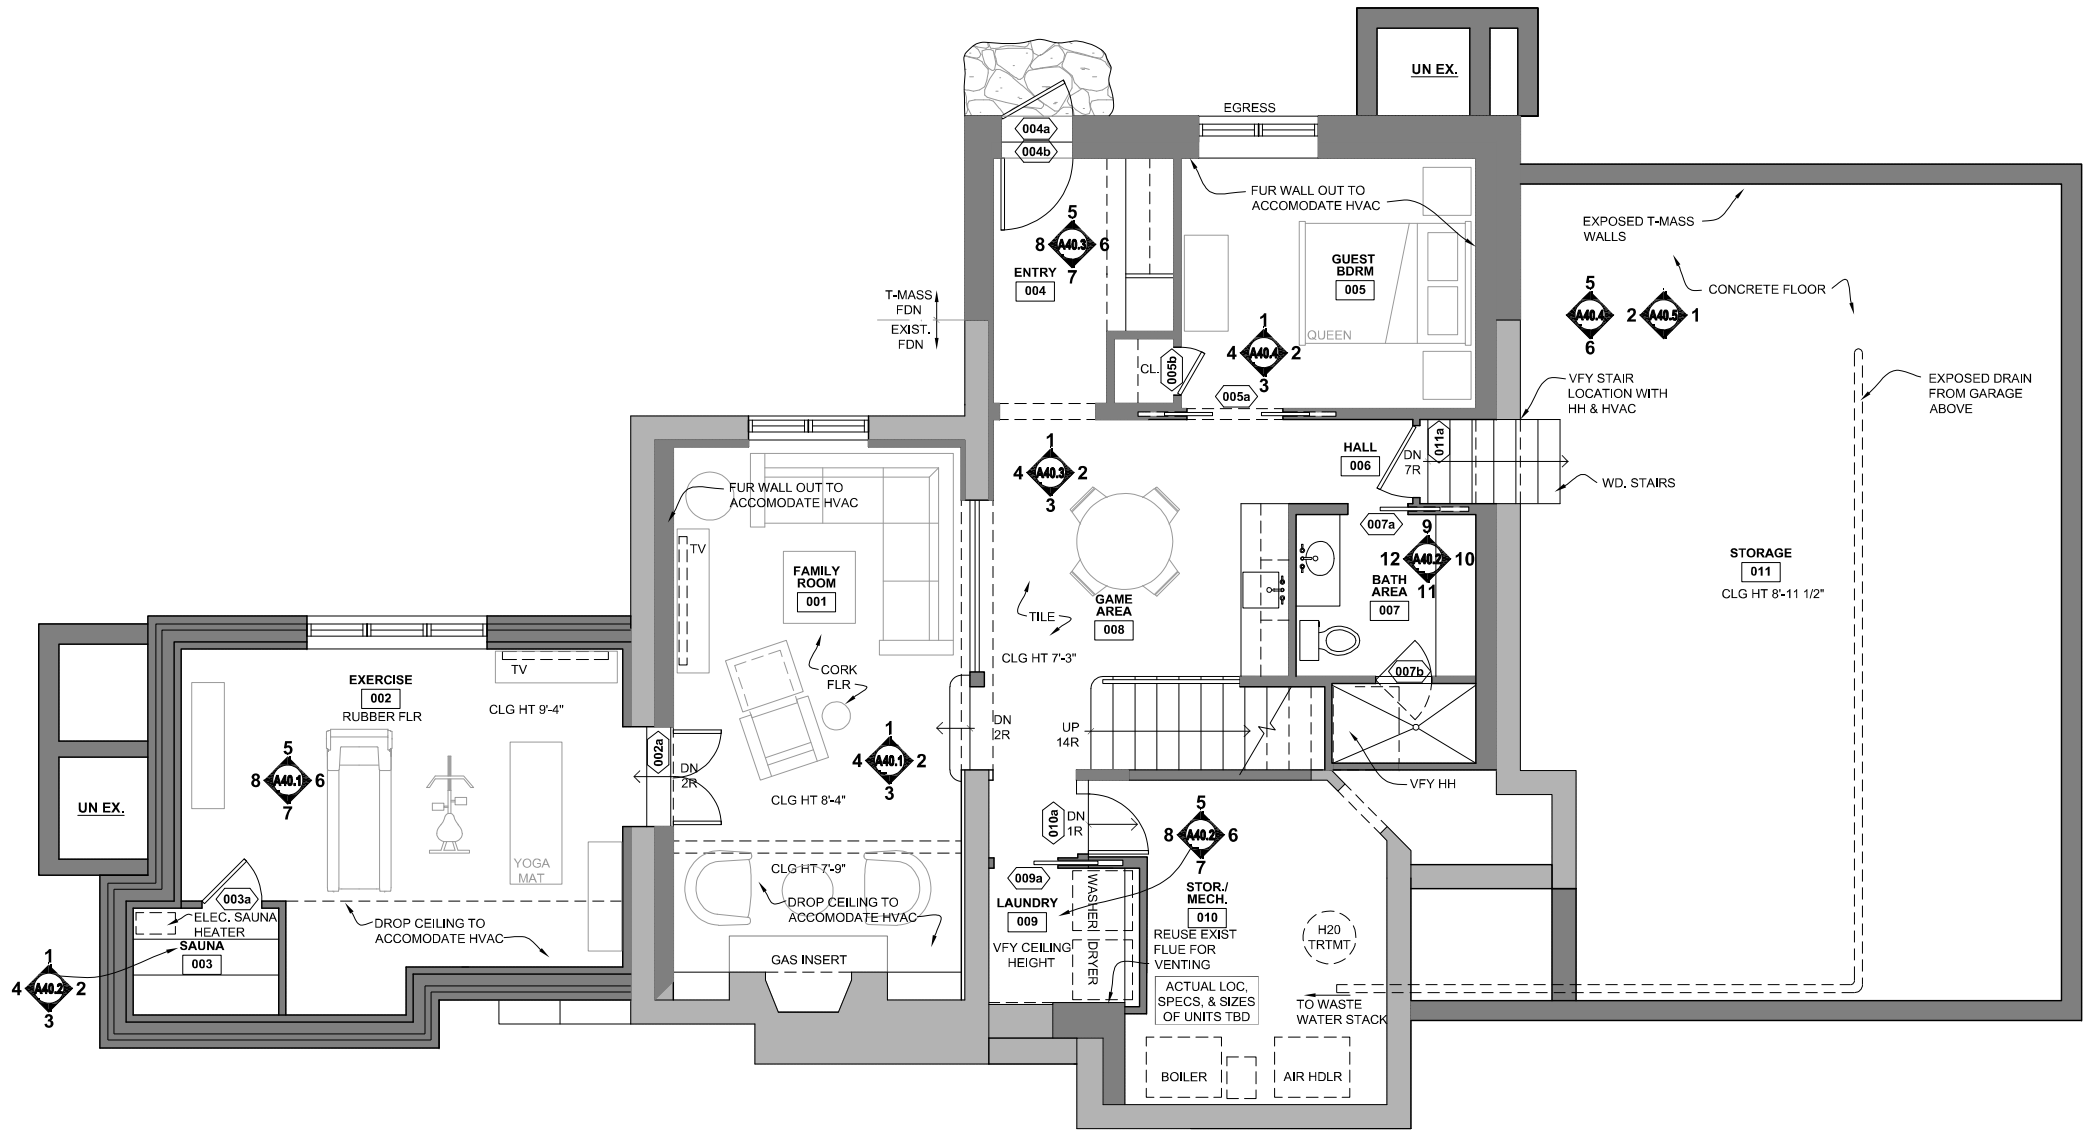 UN EX.
EGRESS
004a
004b
FUR WALL OUT TO
ACCOMODATE HVAC
EXPOSED T-MASS
WALLS
5
8 A40.3 6
7
ENTRY
004
GUEST
BDRM
005
QUEEN
T-MASS
FDN
EXIST.
FDN
CONCRETE FLOOR
5
A40.4
6
2 A40.5 1
1
4 A40.4 2
3
CL.
005b
005a
VFY STAIR
LOCATION WITH
HH & HVAC
EXPOSED DRAIN
FROM GARAGE
ABOVE
HALL
006
011a
DN
7R
WD. STAIRS
1
4 A40.3 2
3
FUR WALL OUT TO
ACCOMODATE HVAC
TV
FAMILY
ROOM
001
007a
9
12 A40.2 10
11
BATH
AREA
007
STORAGE
011
CLG HT 8'-11 1/2"
GAME
AREA
008
TILE
CLG HT 7'-3"
CORK
FLR
007b
TV
EXERCISE
002
RUBBER FLR
CLG HT 9'-4"
DN
2R
UP
14R
002a
DN
2R
1
4 A40.1 2
3
5
8 A40.1 6
7
CLG HT 8'-4"
VFY HH
UN EX.
YOGA
MAT
010a
DN
1R
5
8 A40.2 6
7
CLG HT 7'-9"
003a
009a
WASHER
DRYER
STOR./
MECH.
010
LAUNDRY
009
DROP CEILING TO
ACCOMODATE HVAC
ELEC. SAUNA
HEATER
DROP CEILING TO
ACCOMODATE HVAC
SAUNA
003
VFY CEILING
HEIGHT
REUSE EXIST
FLUE FOR
VENTING
H20
TRTMT
GAS INSERT
1
4 A40.2 2
3
ACTUAL LOC,
SPECS, & SIZES
OF UNITS TBD
TO WASTE
WATER STACK
BOILER
AIR HDLR